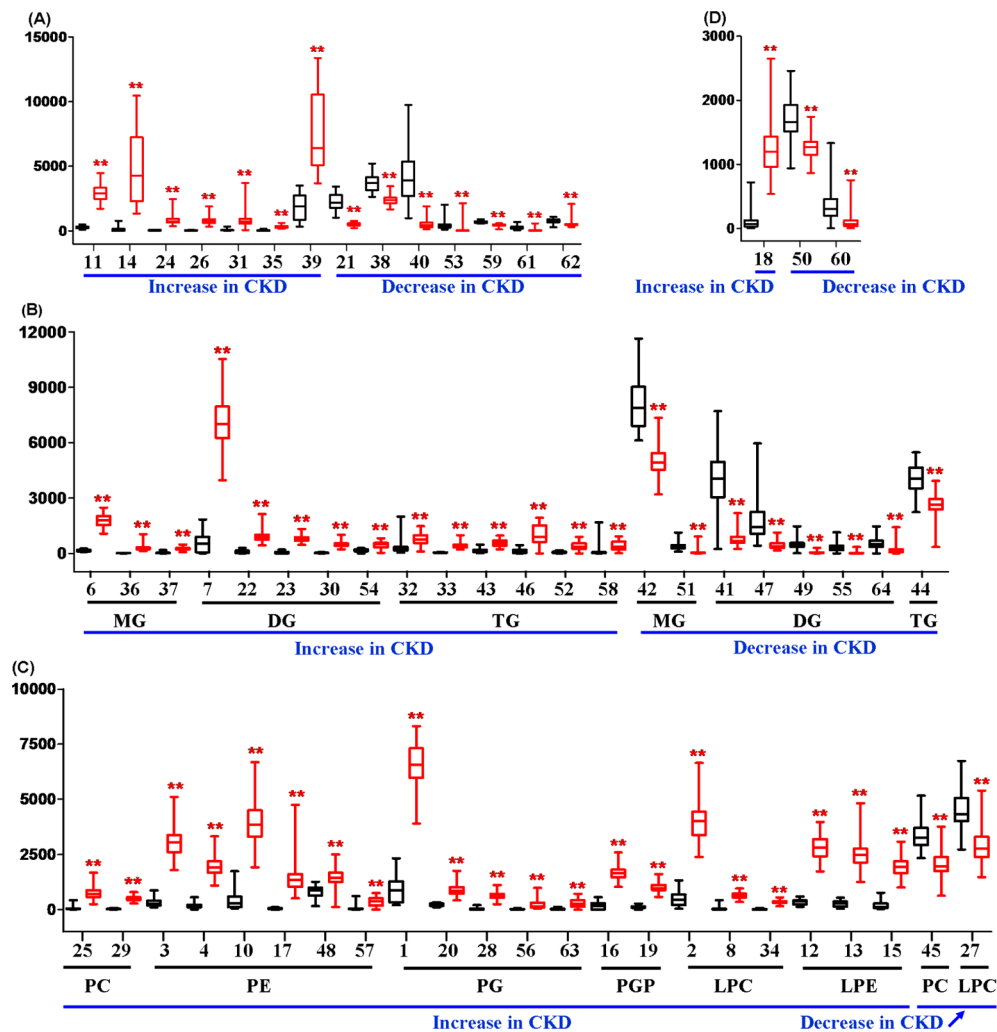 (A)
15000
10000
5000
0
** ** ** ** ** ** ** ** ** ** ** ** ** **
11 14 24 26 31 35 39 21 38 40 53 59 61 62
Increase in CKD Decrease in CKD
(D)
3000
2000
1000
0
** ** **
18 50 60
Increase in CKD Decrease in CKD
(B)
12000
9000
6000
3000
0
** ** ** ** ** ** ** ** ** ** ** ** ** ** ** ** ** ** ** ** ** **
6 36 37 7 22 23 30 54 32 33 43 46 52 58 42 51 41 47 49 55 64 44
MG DG TG MG DG TG
Increase in CKD Decrease in CKD
(C)
10000
7500
5000
2500
0
** ** ** ** ** ** ** ** ** ** ** ** ** ** ** ** ** ** ** ** ** ** **
25 29 3 4 10 17 48 57 1 20 28 56 63 16 19 2 8 34 12 13 15 45 27
PC PE PG PGP LPC LPE PC LPC
Increase in CKD Decrease in CKD